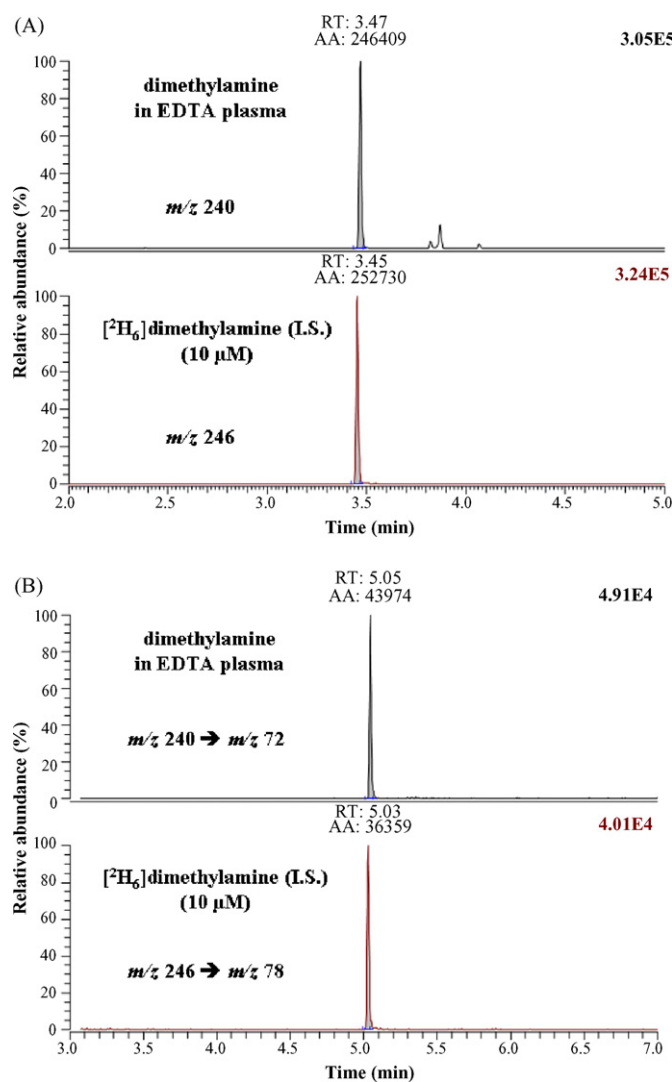 (A)
RT: 3.47
AA: 246409
3.05E5
dimethylamine
in EDTA plasma
m/z 240
100
80
60
40
20
0
Relative abundance (%)
RT: 3.45
AA: 252730
3.24E5
[²H₆]dimethylamine (I.S.)
(10 µM)
m/z 246
100
80
60
40
20
0
2.0 2.5 3.0 3.5 4.0 4.5 5.0
Time (min)
(B)
RT: 5.05
AA: 43974
4.91E4
dimethylamine
in EDTA plasma
m/z 240 ➔ m/z 72
100
80
60
40
20
0
Relative abundance (%)
RT: 5.03
AA: 36359
4.01E4
[²H₆]dimethylamine (I.S.)
(10 µM)
m/z 246 ➔ m/z 78
100
80
60
40
20
0
3.0 3.5 4.0 4.5 5.0 5.5 6.0 6.5 7.0
Time (min)